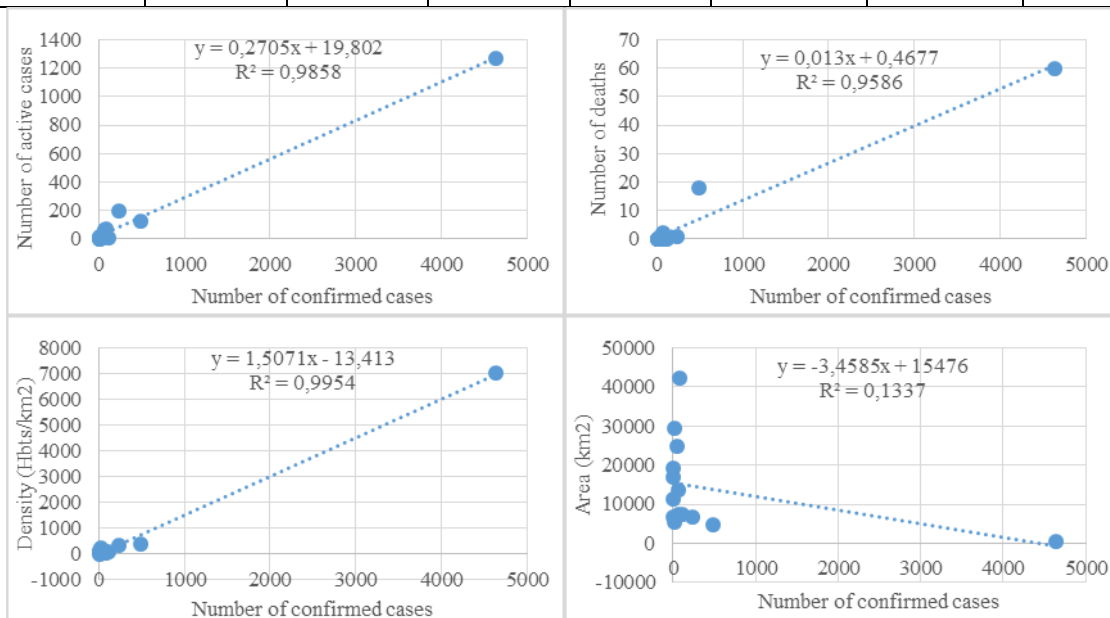 1400
1200
1000
800
600
400
200
0
0 1000 2000 3000 4000 5000
Number of active cases
y = 0,2705x + 19,802
R² = 0,9858
Number of confirmed cases
70
60
50
40
30
20
10
0
0 1000 2000 3000 4000 5000
Number of deaths
y = 0,013x + 0,4677
R² = 0,9586
Number of confirmed cases
8000
7000
6000
5000
4000
3000
2000
1000
0
-1000
0 1000 2000 3000 4000 5000
Density (Hbts/km2)
y = 1,5071x - 13,413
R² = 0,9954
Number of confirmed cases
50000
40000
30000
20000
10000
0
-10000
0 1000 2000 3000 4000 5000
Area (km2)
y = -3,4585x + 15476
R² = 0,1337
Number of confirmed cases